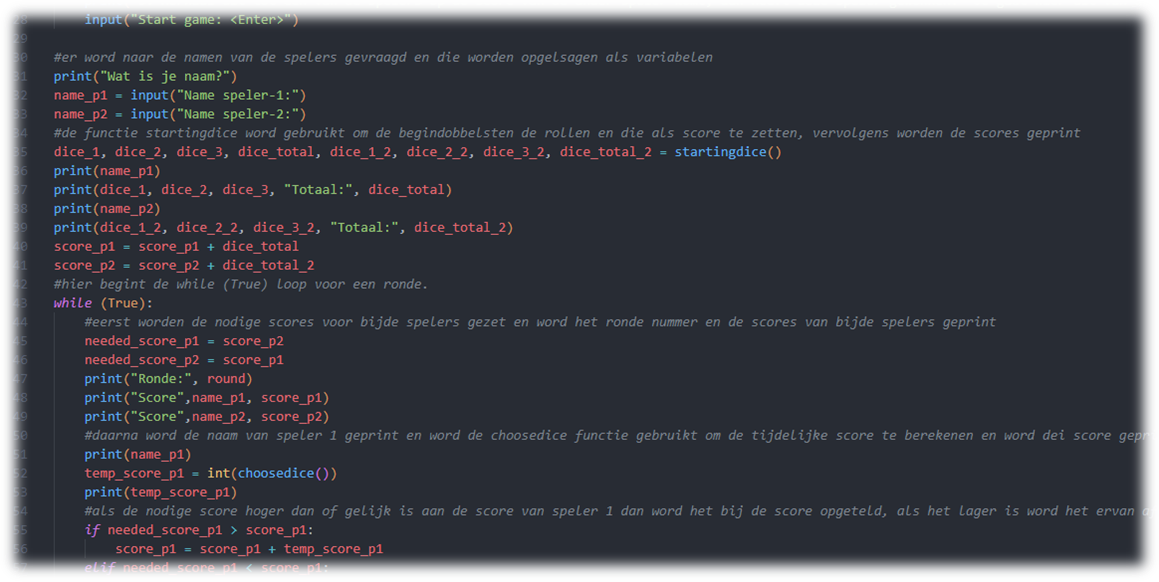 input("Start game: <Enter>")
29
30 #er word naar de namen van de spelers gevraagd en die worden opgelsagen als variabelen
31 print("Wat is je naam?")
32 name_p1 = input("Name speler-1:")
33 name_p2 = input("Name speler-2:")
34 #de functie startingdice word gebruikt om de begindobbelsten de rollen en die als score te zetten, vervolgens worden de scores geprint
35 dice_1, dice_2, dice_3, dice_total, dice_1_2, dice_2_2, dice_3_2, dice_total_2 = startingdice()
36 print(name_p1)
37 print(dice_1, dice_2, dice_3, "Totaal:", dice_total)
38 print(name_p2)
39 print(dice_1_2, dice_2_2, dice_3_2, "Totaal:", dice_total_2)
40 score_p1 = score_p1 + dice_total
41 score_p2 = score_p2 + dice_total_2
42 #hier begint de while (True) loop voor een ronde.
43 while (True):
44 #eerst worden de nodige scores voor bijde spelers gezet en word het ronde nummer en de scores van bijde spelers geprint
45 needed_score_p1 = score_p2
46 needed_score_p2 = score_p1
47 print("Ronde:", round)
48 print("Score",name_p1, score_p1)
49 print("Score",name_p2, score_p2)
50 #daarna word de naam van speler 1 geprint en word de choosedice functie gebruikt om de tijdelijke score te berekenen en word dei score gepr
51 print(name_p1)
52 temp_score_p1 = int(choosedice())
53 print(temp_score_p1)
54 #als de nodige score hoger dan of gelijk is aan de score van speler 1 dan word het bij de score opgeteld, als het lager is word het ervan
55 if needed_score_p1 > score_p1:
56 score_p1 = score_p1 + temp_score_p1
elif needed_score_p1 < score_p1: